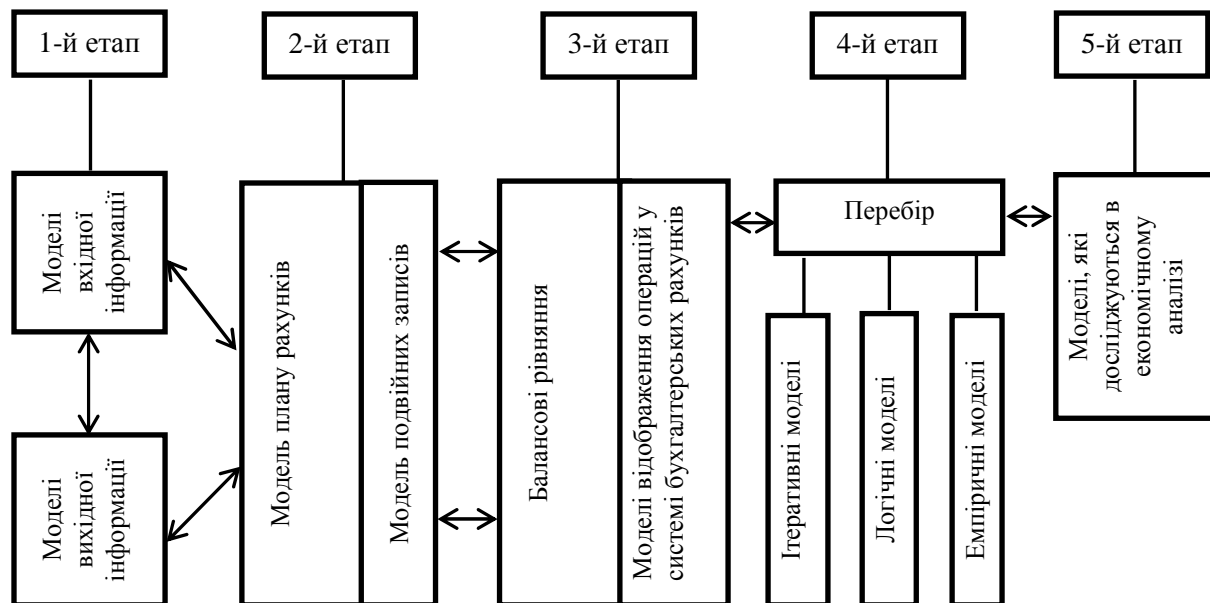 1-й етап
2-й етап
3-й етап
4-й етап
5-й етап
Моделі
вхідної
інформації
Моделі
вихідної
інформації
Модель плану рахунків
Модель подвійних записів
Балансові рівняння
Моделі відображення операцій у
системі бухгалтерських рахунків
Перебір
Ітеративні моделі
Логічні моделі
Емпіричні моделі
Моделі, які
досліджуються в
економічному
аналізі